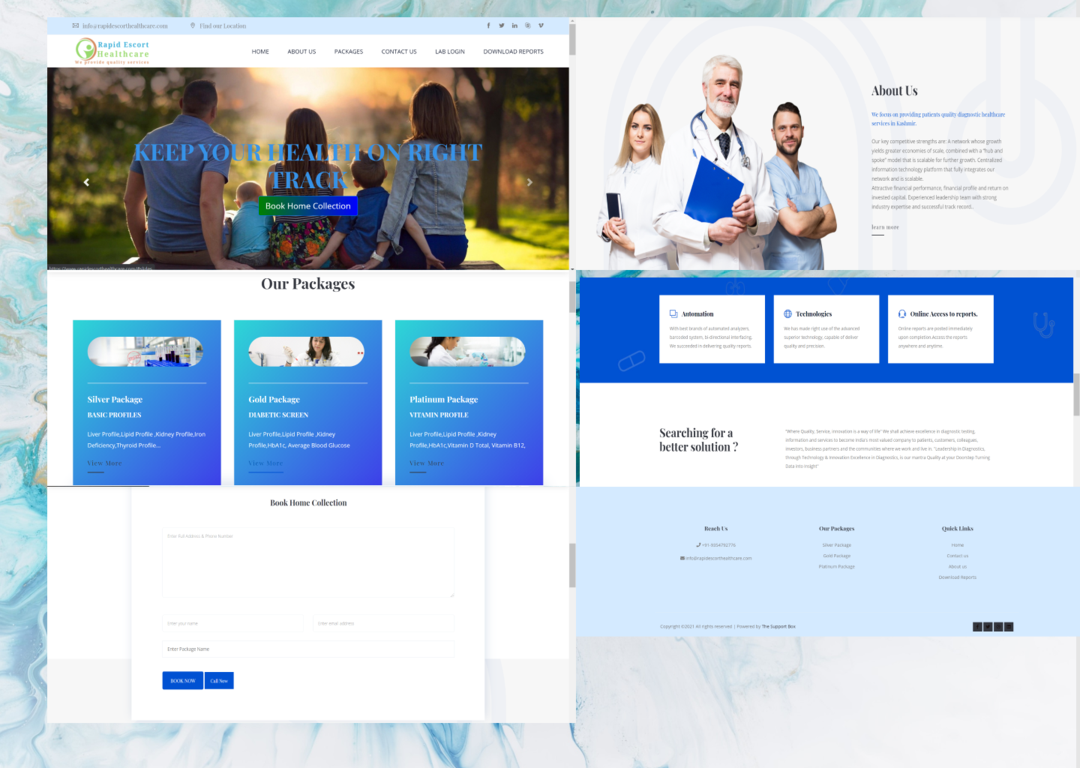 info@rapidescorthealthcare.com
Find our Location
Rapid Escort
Healthcare
We provide quality services
HOME
ABOUT US
PACKAGES
CONTACT US
LAB LOGIN
DOWNLOAD REPORTS
KEEP YOUR HEALTH ON RIGHT
TRACK
Book Home Collection
About Us
We focus on providing patients quality diagnostic healthcare
services in Kashmir.
Our key competitive strengths are: A network whose growth
yields greater economies of scale, combined with a "hub and
spoke" model that is scalable for further growth. Centralized
information technology platform that fully integrates our
network and is scalable.
Attractive financial performance, financial profile and return on
invested capital. Experienced leadership team with strong
industry expertise and successful track record..
learn more
Our Packages
Silver Package
BASIC PROFILES
Liver Profile,Lipid Profile ,Kidney Profile,Iron
Deficiency,Thyroid Profile...
View More
Gold Package
DIABETIC SCREEN
Liver Profile,Lipid Profile ,Kidney
Profile,HbA1c, Average Blood Glucose
View More
Platinum Package
VITAMIN PROFILE
Liver Profile,Lipid Profile ,Kidney
Profile,HbA1c,Vitamin D Total, Vitamin B12,
View More
Automation
With best brands of automated analyzers,
barcoded system, bi-directional interfacing,
We succeeded in delivering quality reports.
Technologies
We has made right use of the advanced
superior technology, capable of deliver
quality and precision.
Online Access to reports.
Online reports are posted immediately
upon completion Access the reports
anywhere and anytime.
Searching for a
better solution ?
"Where Quality, Service, Innovation is a way of life" We shall achieve excellence in diagnostic testing,
information and services to become India's most valued company to patients, customers, colleagues,
investors, business partners and the communities where we work and live in. "Leadership in Diagnostics,
through Technology & Innovation Excellence in Diagnostics, is our mantra Quality at your Doorstep Turning
Data into Insight"
Book Home Collection
Enter Full Address & Phone Number
Enter your name
Enter email address
Enter Package Name
BOOK NOW
Call Now
Reach Us
info@rapidescorthealthcare.com
Our Packages
Silver Package
Gold Package
Platinum Package
Quick Links
Home
Contact us
About us
Download Reports
Copyright ©2021 All rights reserved | Powered by The Support Box